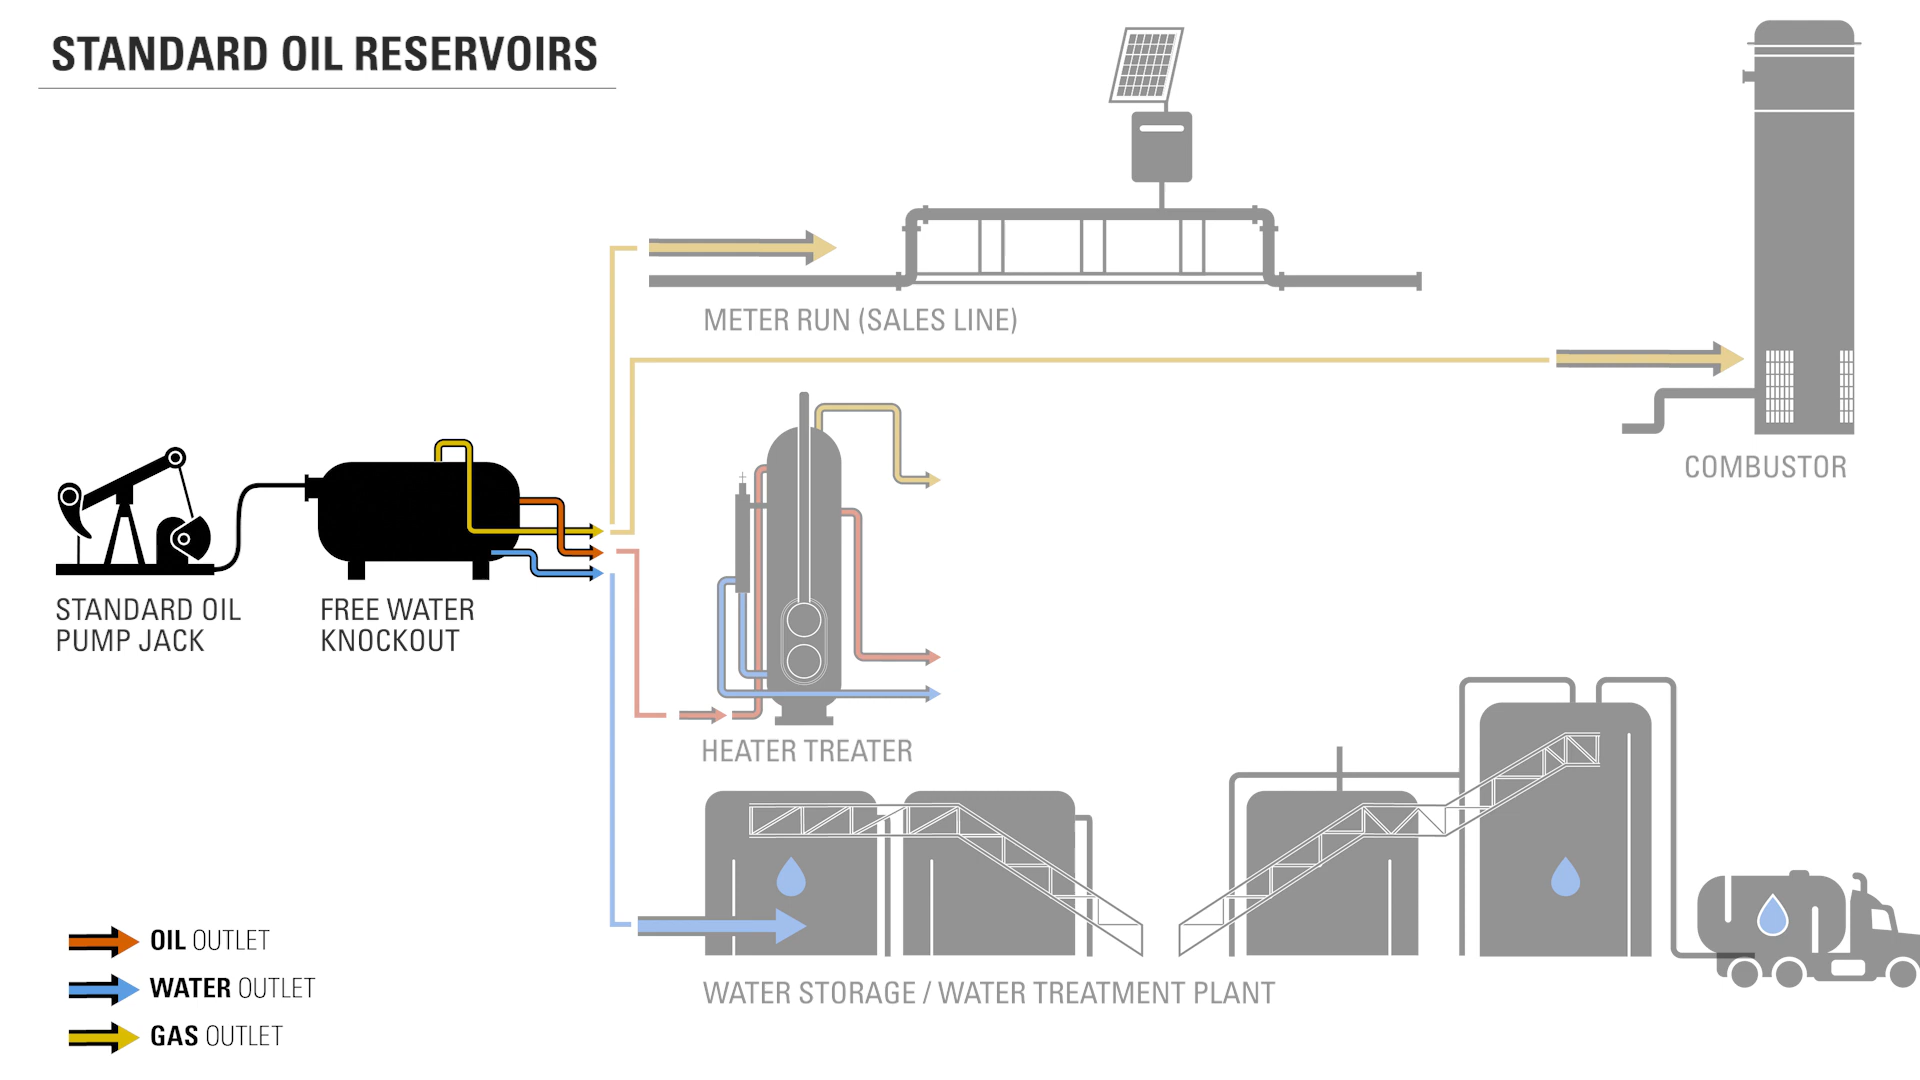 STANDARD OIL RESERVOIRS
METER RUN (SALES LINE)
COMBUSTOR
STANDARD OIL
PUMP JACK
FREE WATER
KNOCKOUT
HEATER TREATER
OIL OUTLET
WATER OUTLET
GAS OUTLET
WATER STORAGE / WATER TREATMENT PLANT